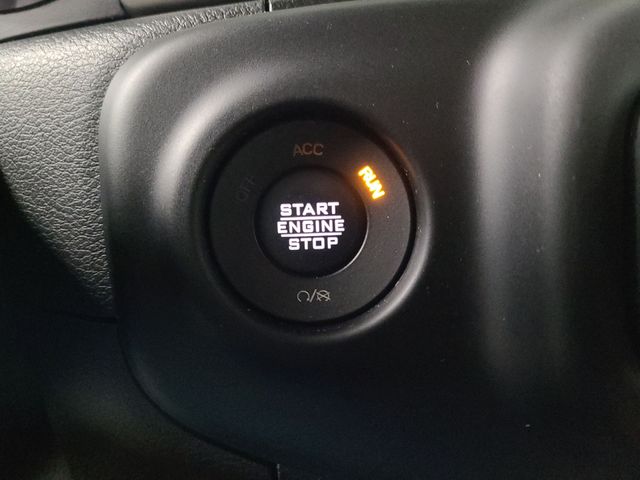 ACC
OFF
RUN
START
ENGINE
STOP